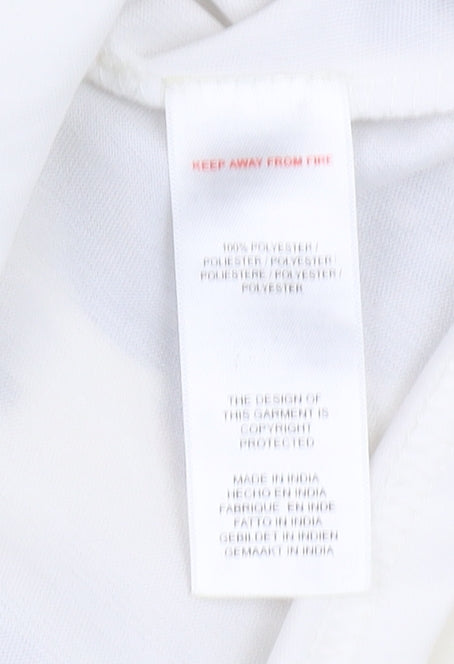 KEEP AWAY FROM FIRE
100% POLYESTER /
POLIESTER / POLYESTER /
POLIESTERE / POLYESTER /
POLYESTER
THE DESIGN OF
THIS GARMENT IS
COPYRIGHT
PROTECTED
MADE IN INDIA
HECHO EN INDIA
FABRIQUE EN INDE
FATTO IN INDIA
GEBILDET IN INDIEN
GEMAAKT IN INDIA